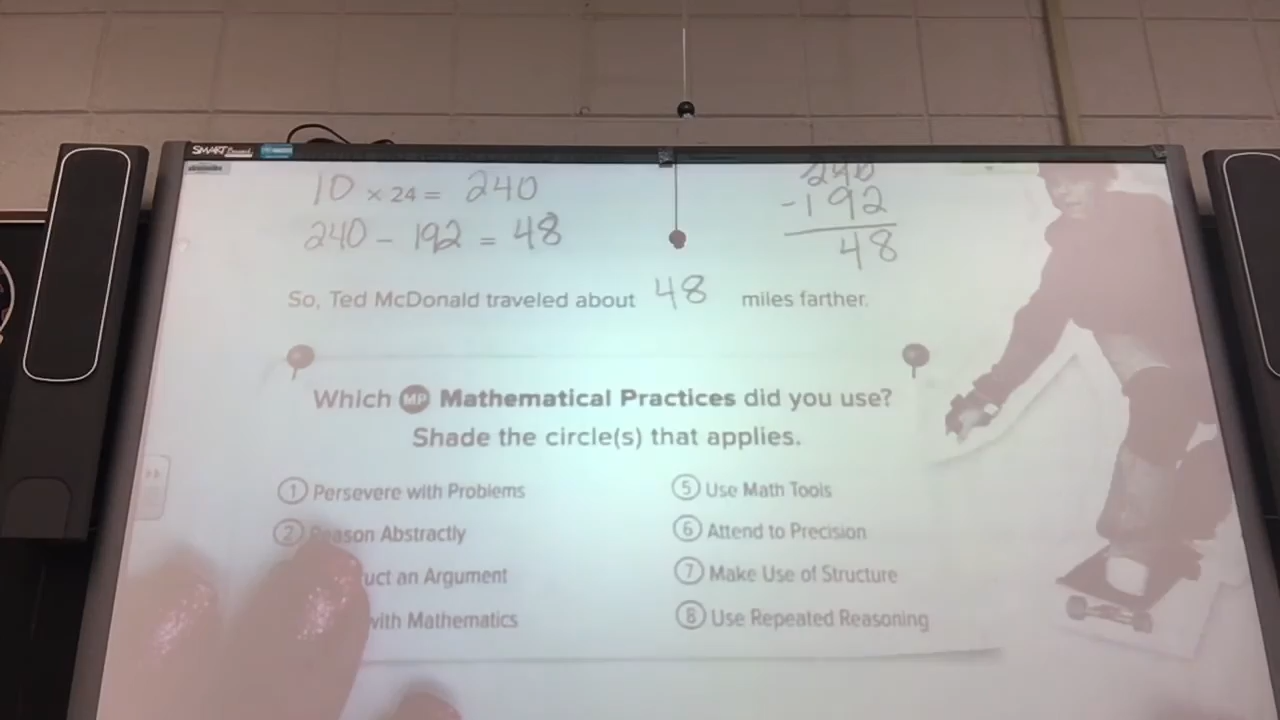 SMART Board
10 × 24 = 240
240 - 192 = 48
240
-192
48
So, Ted McDonald traveled about 48 miles farther.
Which MP Mathematical Practices did you use?
Shade the circle(s) that applies.
1 Persevere with Problems
2 Reason Abstractly
uct an Argument
with Mathematics
5 Use Math Tools
6 Attend to Precision
7 Make Use of Structure
8 Use Repeated Reasoning